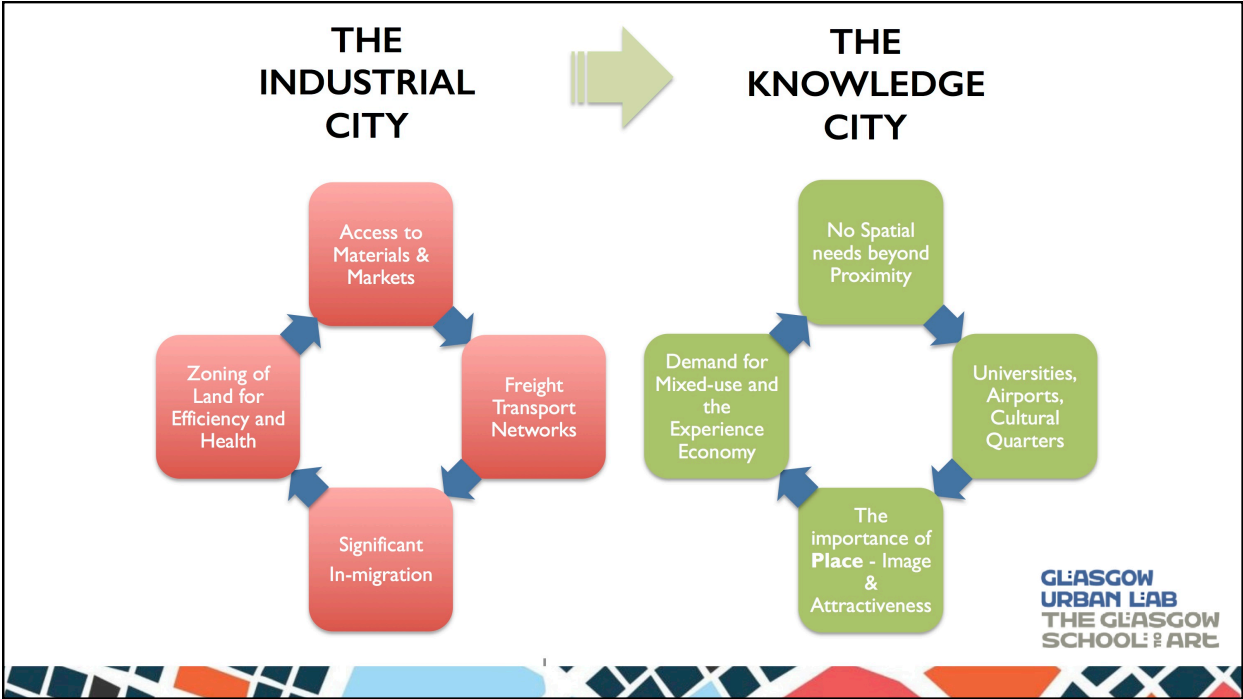 THE
INDUSTRIAL
CITY
THE
KNOWLEDGE
CITY
Access to
Materials &
Markets
Freight
Transport
Networks
Significant
In-migration
Zoning of
Land for
Efficiency and
Health
No Spatial
needs beyond
Proximity
Universities,
Airports,
Cultural
Quarters
The
importance of
Place - Image
&
Attractiveness
Demand for
Mixed-use and
the
Experience
Economy
GLASGOW
URBAN LAB
THE GLASGOW
SCHOOL OF ART